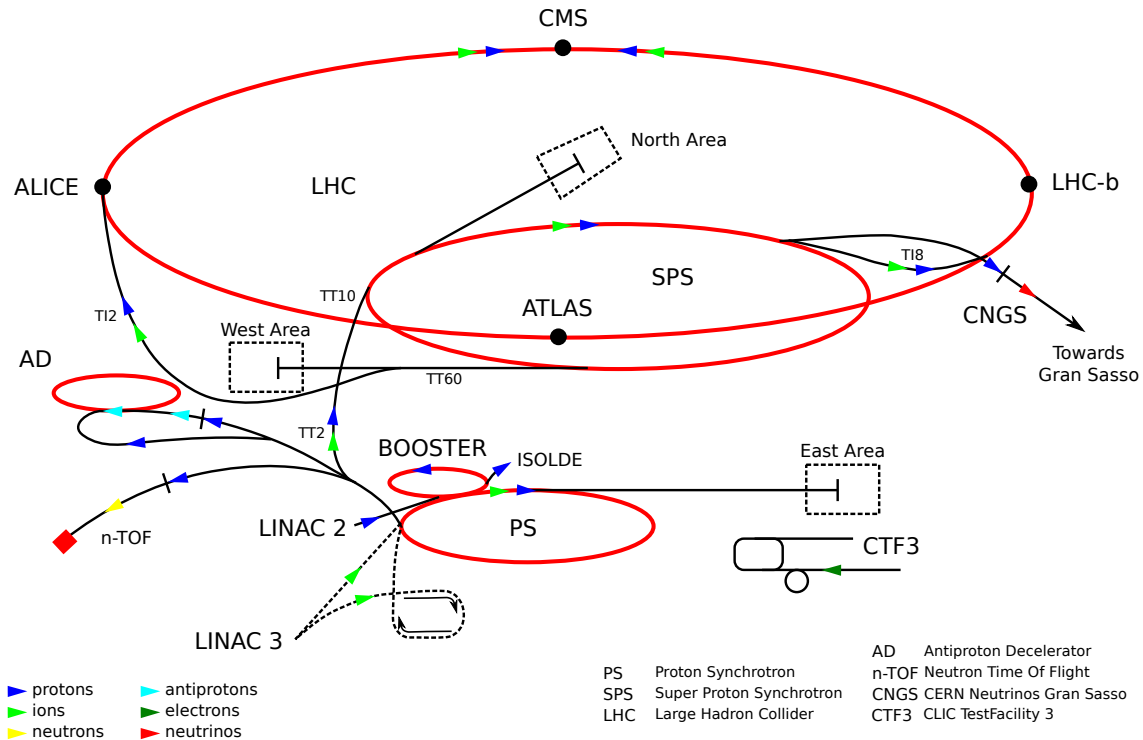 CMS
North Area
ALICE
LHC
LHC-b
SPS
TI8
TT10
ATLAS
CNGS
TI2
West Area
Towards
Gran Sasso
AD
TT60
TT2
BOOSTER
ISOLDE
East Area
LINAC 2
PS
n-TOF
CTF3
LINAC 3
protons
ions
neutrons
antiprotons
electrons
neutrinos
PS Proton Synchrotron
SPS Super Proton Synchrotron
LHC Large Hadron Collider
AD Antiproton Decelerator
n-TOF Neutron Time Of Flight
CNGS CERN Neutrinos Gran Sasso
CTF3 CLIC TestFacility 3